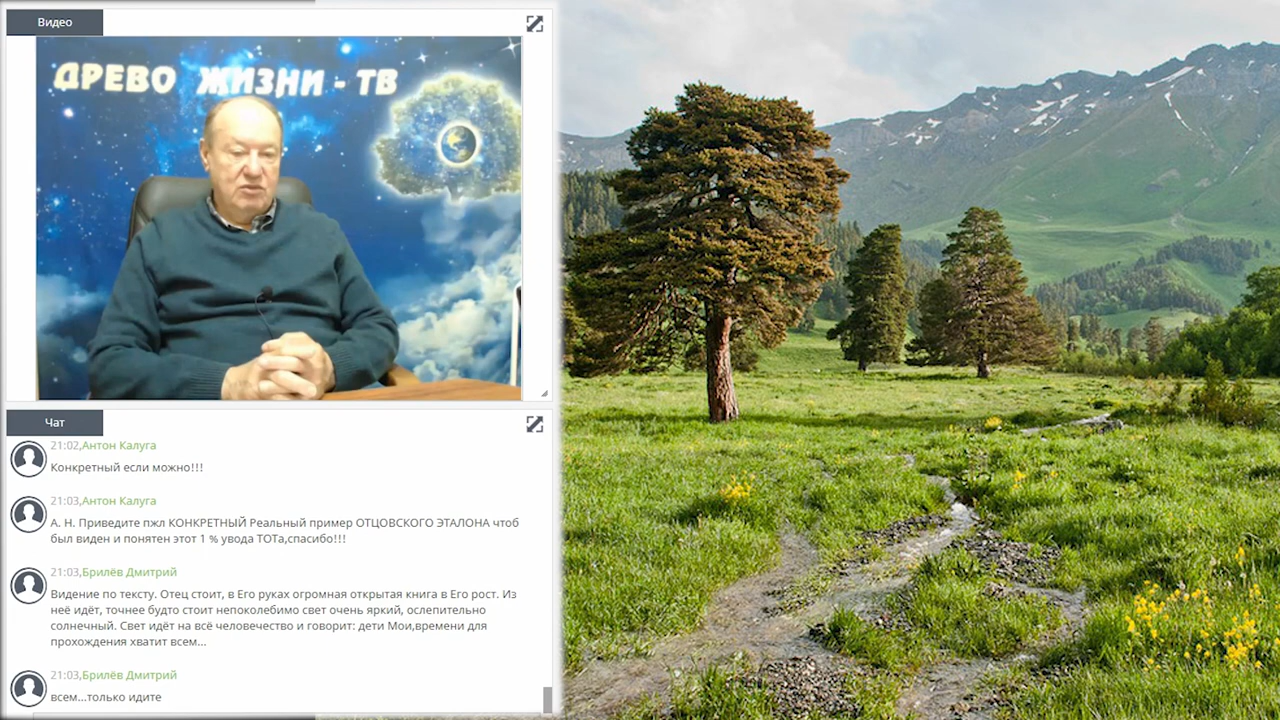 Видео
ДРЕВО ЖИЗНИ - ТВ
Чат
21:02,Антон Калуга
Конкретный если можно!!!
21:03,Антон Калуга
А. Н. Приведите пжл КОНКРЕТНЫЙ Реальный пример ОТЦОВСКОГО ЭТАЛОНА чтоб
был виден и понятен этот 1 % увода ТОТа,спасибо!!!
21:03,Брилёв Дмитрий
Видение по тексту. Отец стоит, в Его руках огромная открытая книга в Его рост. Из
неё идёт, точнее будто стоит непоколебимо свет очень яркий, ослепительно
солнечный. Свет идёт на всё человечество и говорит: дети Мои,времени для
прохождения хватит всем...
21:03,Брилёв Дмитрий
всем...только идите